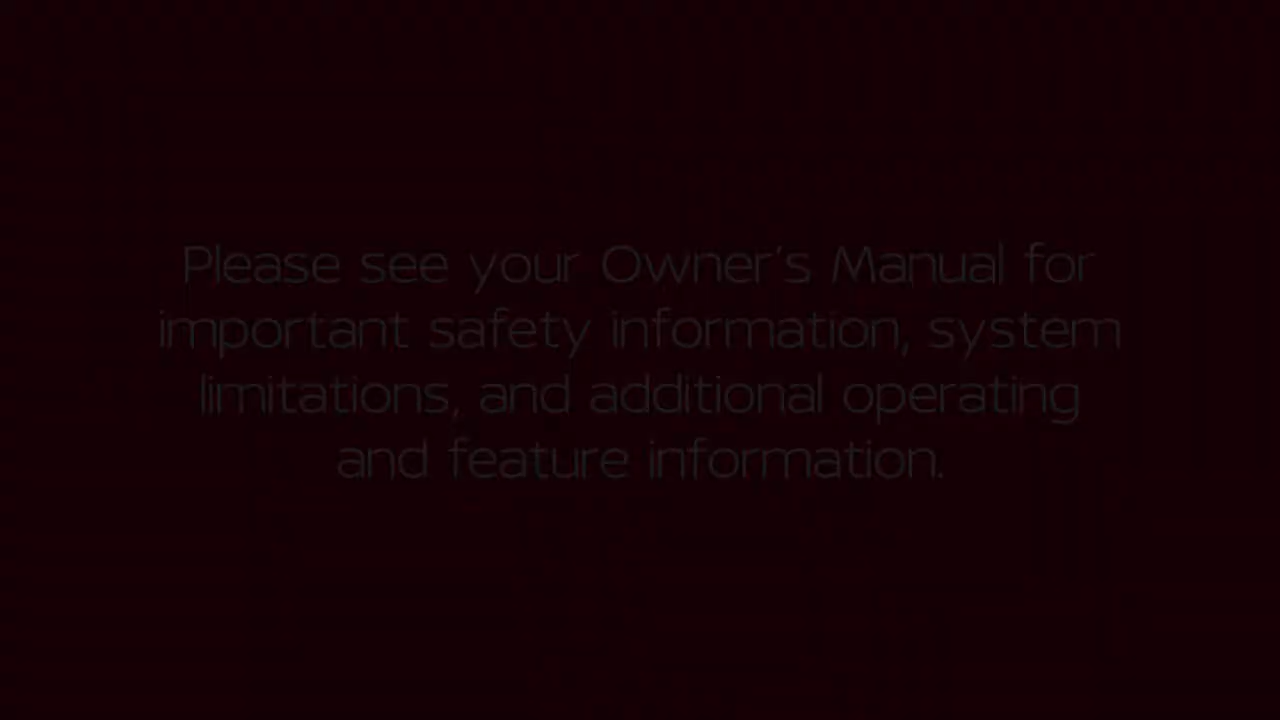 Please see your Owner's Manual for
important safety information, system
limitations, and additional operating
and feature information.